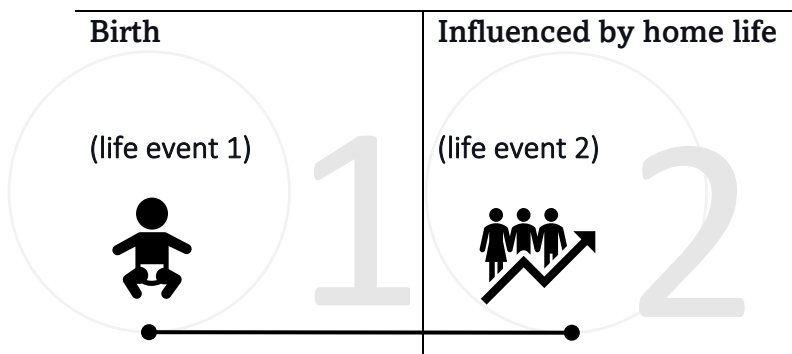 Birth
(life event 1)
1
Influenced by home life
(life event 2)
2